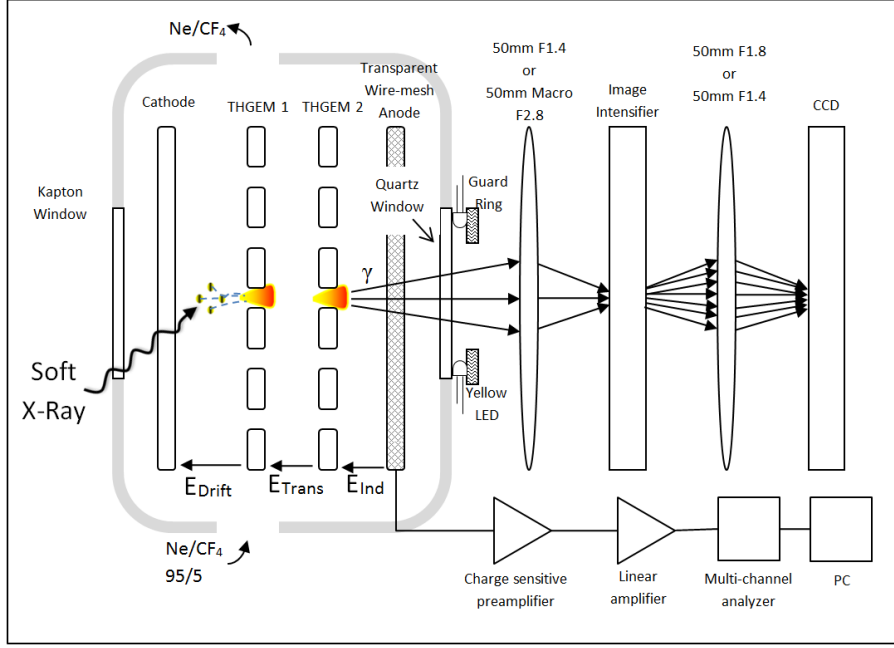 Ne/CF4
50mm F1.4
or
50mm Macro
F2.8
50mm F1.8
or
50mm F1.4
Transparent
Wire-mesh
Anode
Image
Intensifier
Cathode
THGEM 1
THGEM 2
CCD
Kapton
Window
Quartz
Window
Guard
Ring
γ
Soft
X-Ray
Yellow
LED
EDrift
ETrans
EInd
Ne/CF4
95/5
Charge sensitive
preamplifier
Linear
amplifier
Multi-channel
analyzer
PC